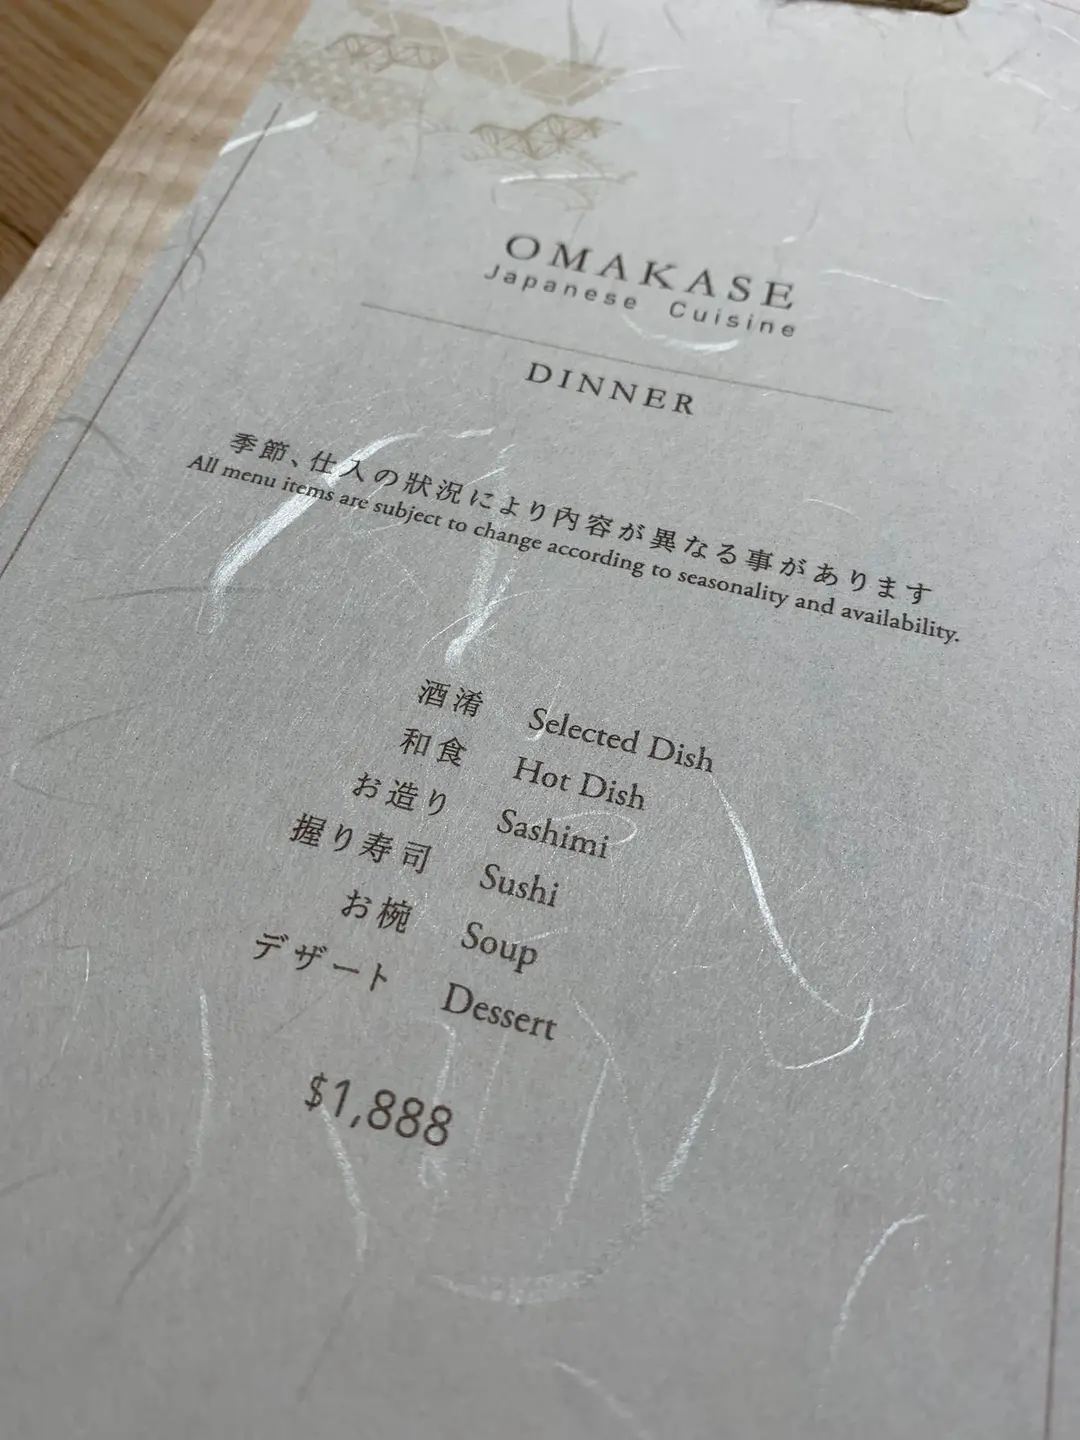 OMAKASE
Japanese Cuisine
DINNER
季節、仕入の狀況により內容が異なる事があります
All menu items are subject to change according to seasonality and availability.
酒淆 Selected Dish
和食 Hot Dish
お造り Sashimi
握り寿司 Sushi
お椀 Soup
デザート Dessert
$1,888